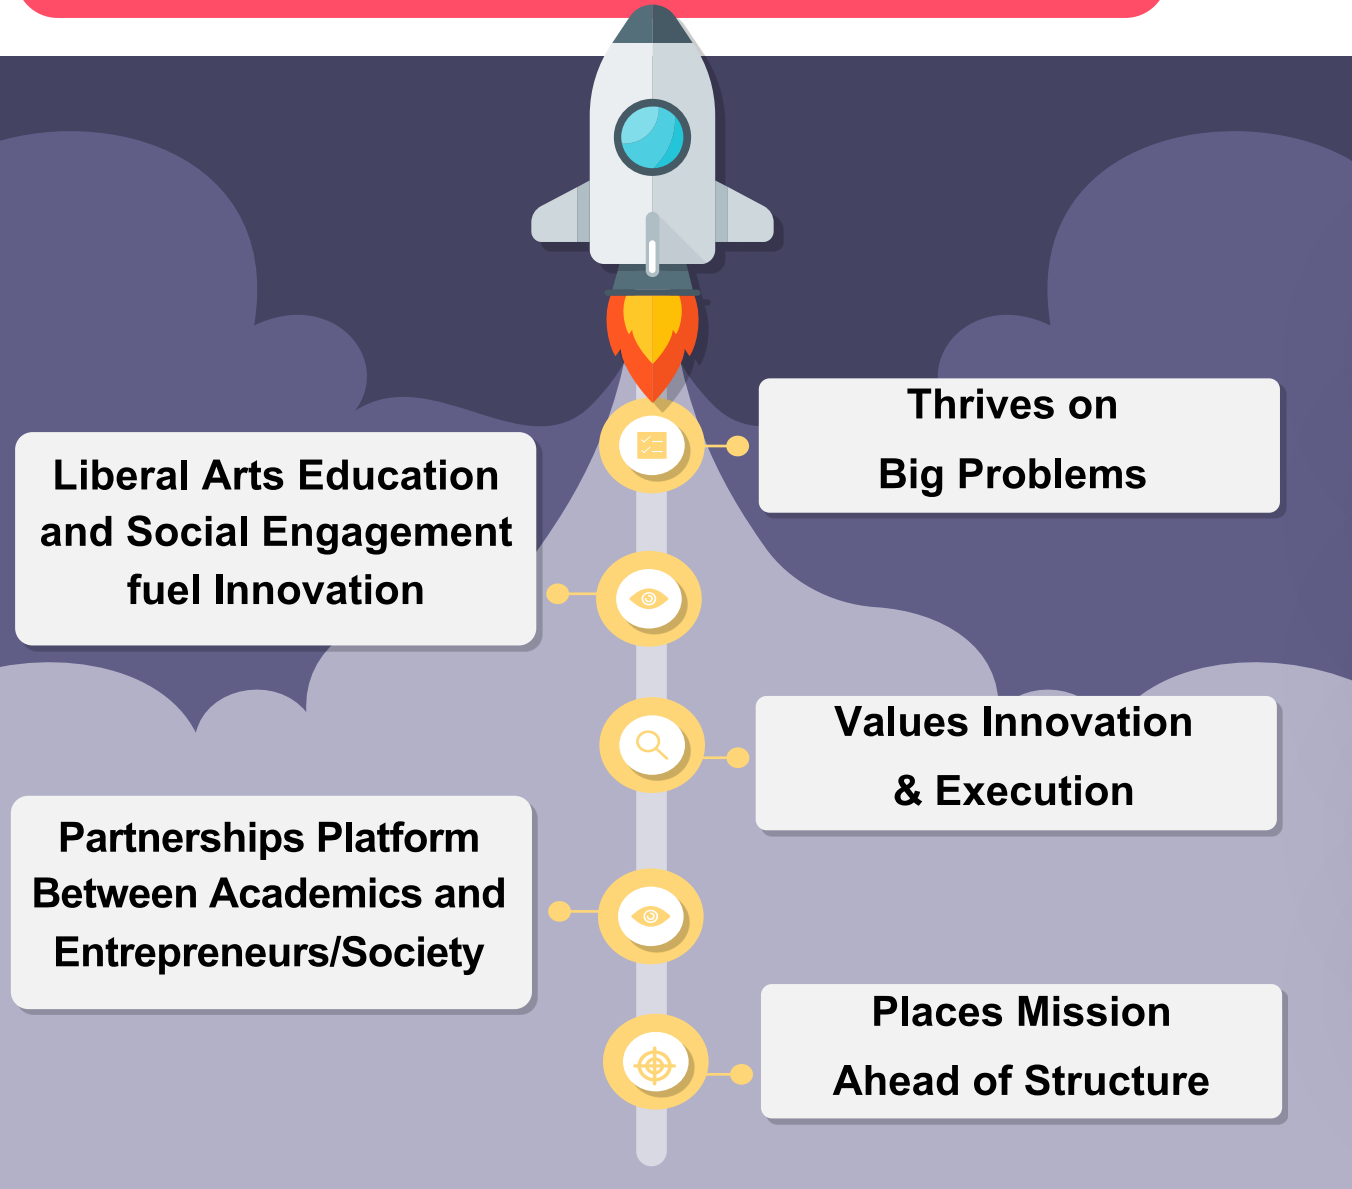 Thrives on
Big Problems
Liberal Arts Education
and Social Engagement
fuel Innovation
Values Innovation
& Execution
Partnerships Platform
Between Academics and
Entrepreneurs/Society
Places Mission
Ahead of Structure